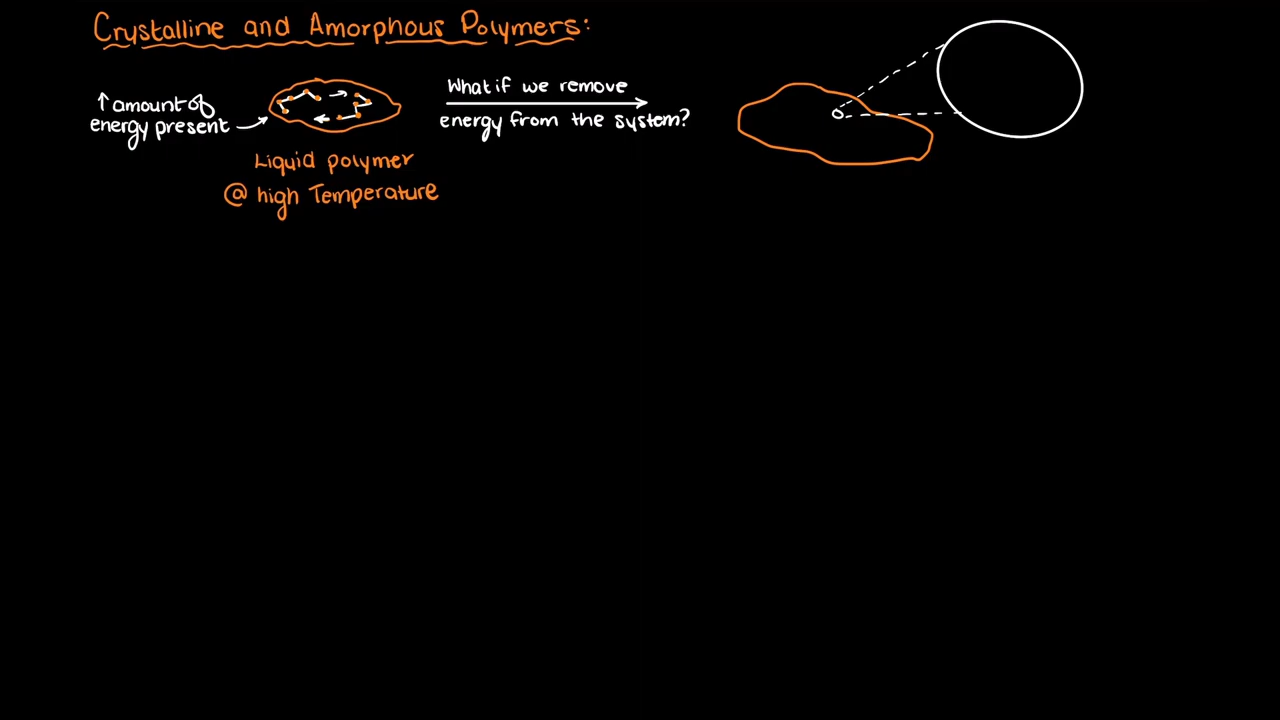 Crystalline and Amorphous Polymers:
↑ amount of
energy present
Liquid polymer
@ high Temperature
What if we remove
energy from the system?